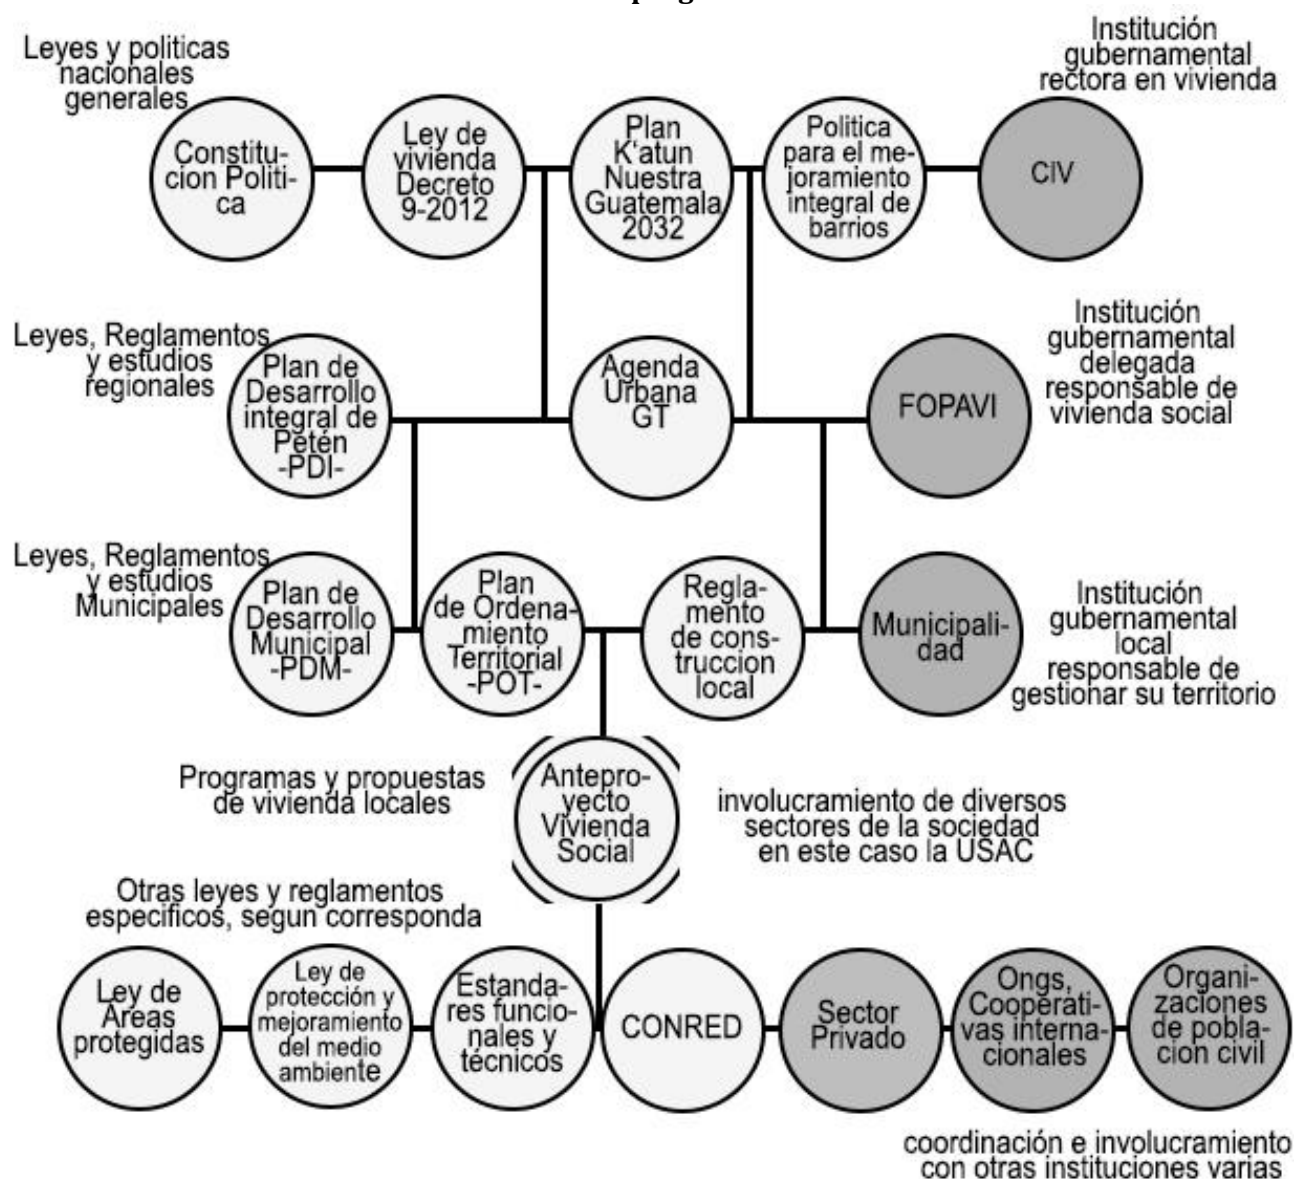 Leyes y politicas
nacionales
generales
Institución
gubernamental
rectora en vivienda
Constitu-
cion Politi-
ca
Ley de
vivienda
Decreto
9-2012
Plan
K'atun
Nuestra
Guatemala
2032
Politica
para el me-
joramiento
integral de
barrios
CIV
Leyes, Reglamentos
y estudios
regionales
Plan de
Desarrollo
integral de
Petén
-PDI-
Agenda
Urbana
GT
FOPAVI
Institución
gubernamental
delegada
responsable de
vivienda social
Leyes, Reglamentos
y estudios
Municipales
Plan de
Desarrollo
Municipal
-PDM-
Plan
de Ordena-
miento
Territorial
-POT-
Regla-
mento
de cons-
truccion
local
Municipali-
dad
Institución
gubernamental
local
responsable de
gestionar su territorio
Programas y propuestas
de vivienda locales
Antepro-
yecto
Vivienda
Social
involucramiento de diversos
sectores de la sociedad
en este caso la USAC
Otras leyes y reglamentos
especificos, segun corresponda
Ley de
Areas
protegidas
Ley de
protección y
mejoramiento
del medio
ambiente
Estanda-
res funcio-
nales y
técnicos
CONRED
Sector
Privado
Ongs,
Cooperati-
vas interna-
cionales
Organi-
zaciones
de pobla-
cion civil
coordinación e involucramiento
con otras instituciones varias